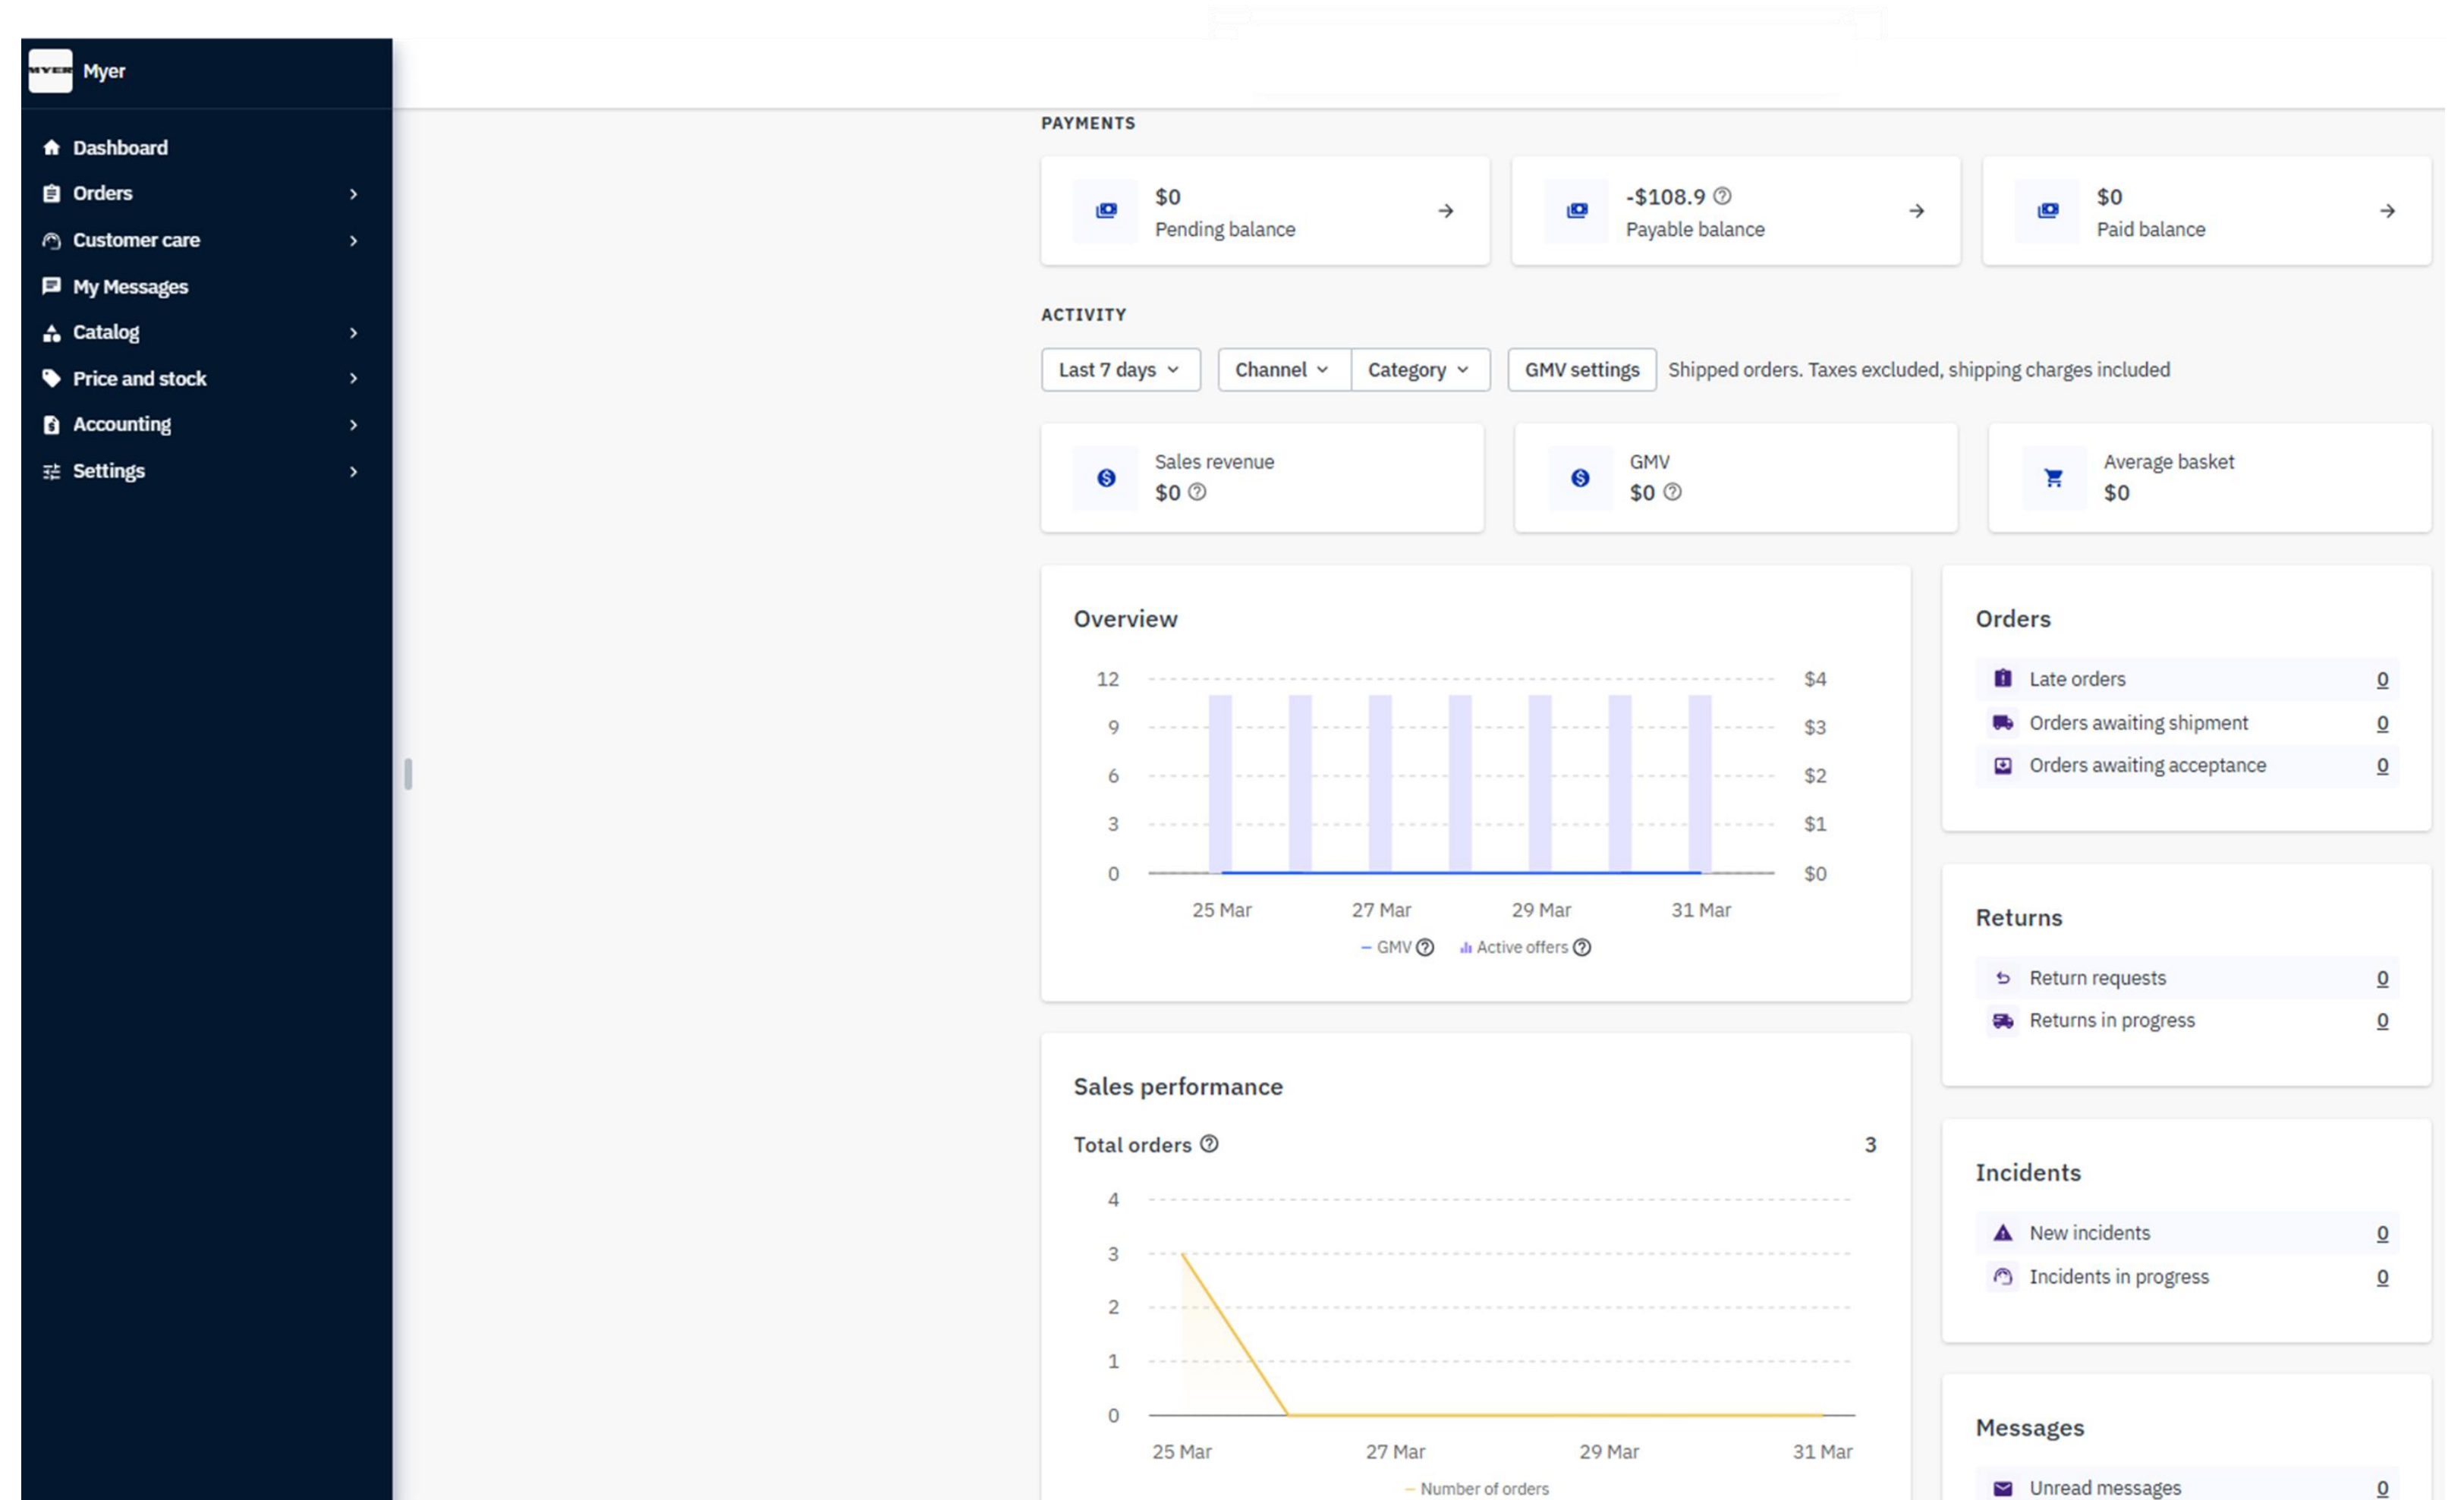 MYER Myer
Dashboard
Orders
Customer care
My Messages
Catalog
Price and stock
Accounting
Settings
PAYMENTS
$0
Pending balance
-$108.9
Payable balance
$0
Paid balance
ACTIVITY
Last 7 days Channel Category GMV settings Shipped orders. Taxes excluded, shipping charges included
Sales revenue
$0
GMV
$0
Average basket
$0
Overview
12 $4
9 $3
6 $2
3 $1
0 $0
25 Mar 27 Mar 29 Mar 31 Mar
GMV Active offers
Sales performance
Total orders 3
4
3
2
1
0
25 Mar 27 Mar 29 Mar 31 Mar
Number of orders
Orders
Late orders 0
Orders awaiting shipment 0
Orders awaiting acceptance 0
Returns
Return requests 0
Returns in progress 0
Incidents
New incidents 0
Incidents in progress 0
Messages
Unread messages 0